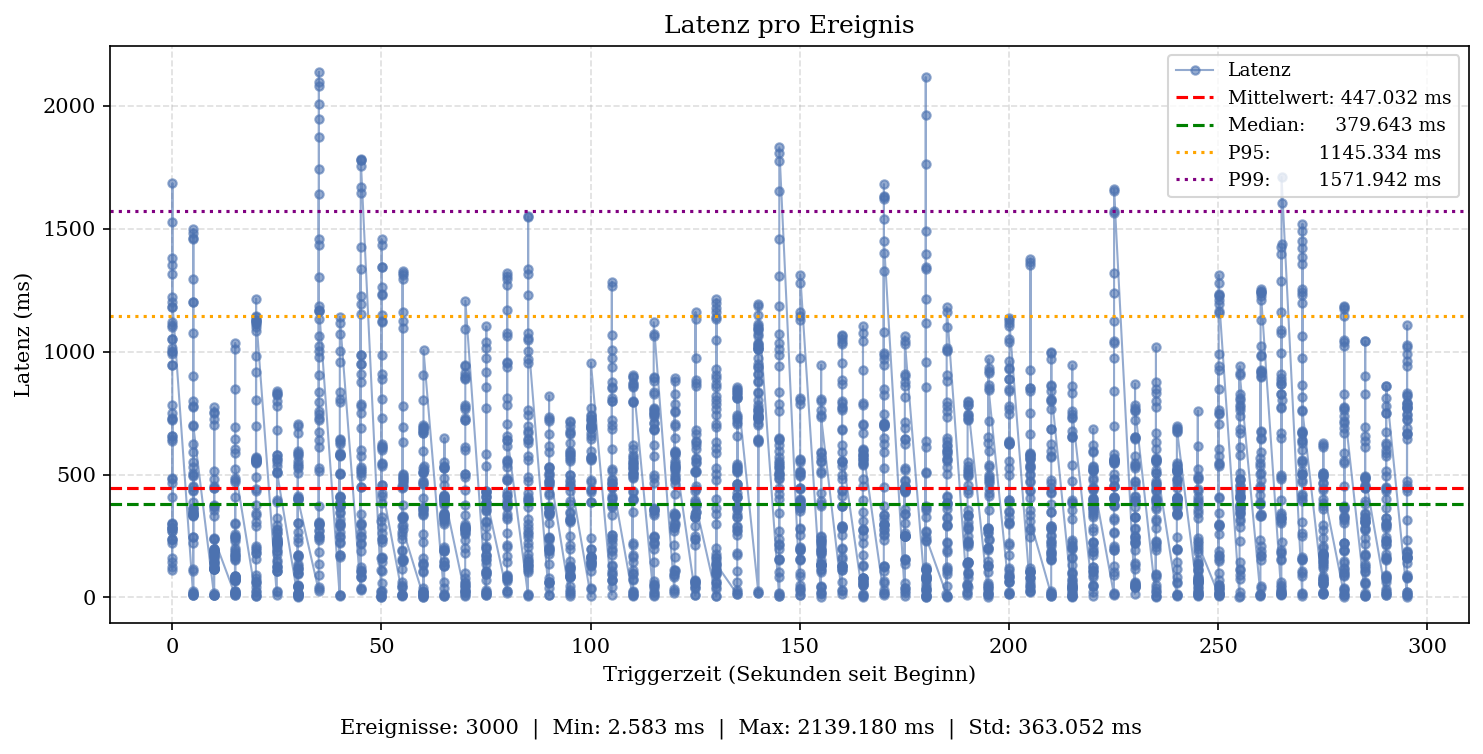 Latenz pro Ereignis
Latenz (ms)
2000
1500
1000
500
0
Latenz
Mittelwert: 447.032 ms
Median: 379.643 ms
P95: 1145.334 ms
P99: 1571.942 ms
0 50 100 150 200 250 300
Triggerzeit (Sekunden seit Beginn)
Ereignisse: 3000 | Min: 2.583 ms | Max: 2139.180 ms | Std: 363.052 ms